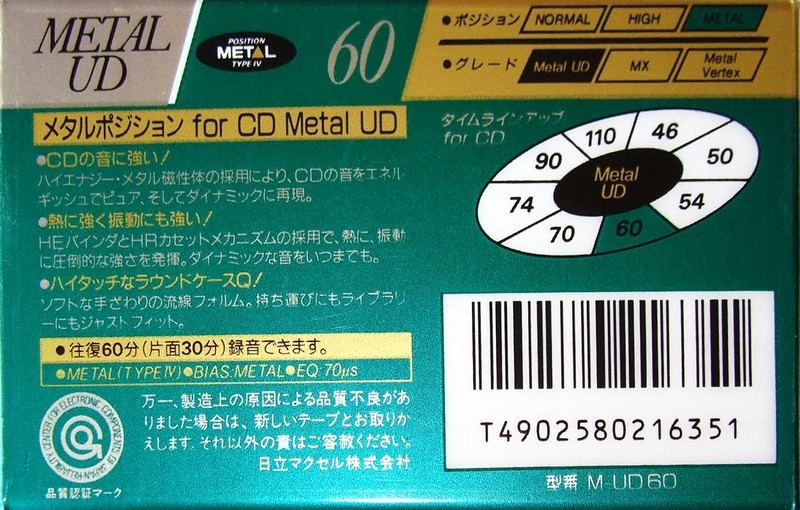 METAL
UD
POSITION
METAL
TYPE IV
60
●ポジション NORMAL HIGH METAL
●グレード Metal UD MX Metal Vertex
メタルポジション for CD Metal UD
●CDの音に強い!
ハイエナジー・メタル磁性体の採用により、CDの音をエネル
ギッシュでピュア、そしてダイナミックに再現。
●熱に強く振動にも強い!
HEバインダとHRカセットメカニズムの採用で、熱に、振動
に圧倒的な強さを発揮。ダイナミックな音をいつまでも。
●ハイタッチなラウンドケースQ!
ソフトな手ざわりの流線フォルム。持ち運びにもライブラリ
ーにもジャストフィット。
●往復60分(片面30分)録音できます。
●METAL(TYPE IV)●BIAS:METAL●EQ:70μs
万一、製造上の原因による品質不良があ
りました場合は、新しいテープとお取りか
えします。それ以外の責はご容赦ください。
日立マクセル株式会社
RELIABILITY CENTER FOR ELECTRONIC COMPONENTS OF JAPAN
品質認証マーク
タイムラインアップ
for CD
Metal
UD
46
50
54
60
70
74
90
110
T4902580216351
型番 M-UD60